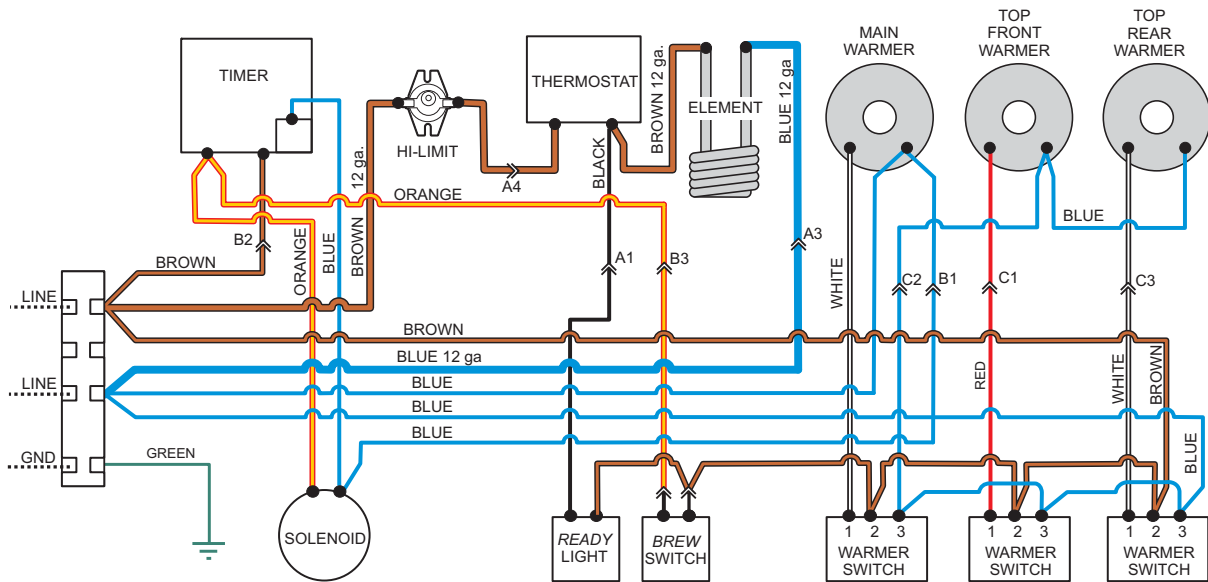 MAIN
WARMER
TOP
FRONT
WARMER
TOP
REAR
WARMER
TIMER
HI-LIMIT
THERMOSTAT
ELEMENT
BROWN 12 ga.
BLUE 12 ga
12 ga.
BROWN
A4
BLACK
ORANGE
B2
BROWN
ORANGE
BLUE
A1
B3
A3
WHITE
C2
B1
C1
BLUE
C3
LINE
BROWN
BLUE 12 ga
LINE
BLUE
BLUE
BLUE
RED
WHITE
BROWN
BLUE
GND
GREEN
SOLENOID
READY
LIGHT
BREW
SWITCH
1 2 3
WARMER
SWITCH
1 2 3
WARMER
SWITCH
1 2 3
WARMER
SWITCH